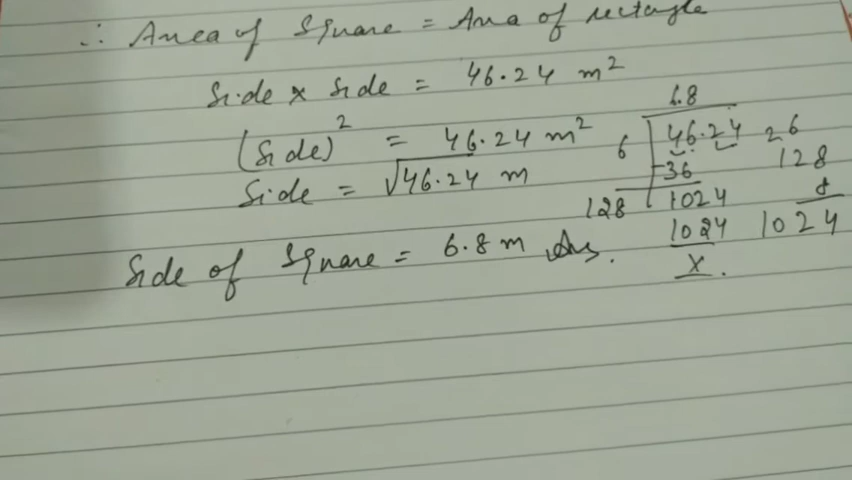 ∴ Area of Square = Area of rectangle
Side × Side = 46.24 m²
(Side)² = 46.24 m²
Side = √46.24 m
Side of Square = 6.8 m Ans.
6.8
6 46.24 26
-36 128
128 1024 8
1024 1024
X.